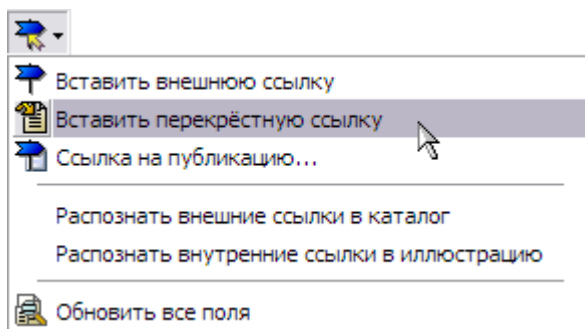 Вставить внешнюю ссылку
Вставить перекрёстную ссылку
Ссылка на публикацию...
Распознать внешние ссылки в каталог
Распознать внутренние ссылки в иллюстрацию
Обновить все поля